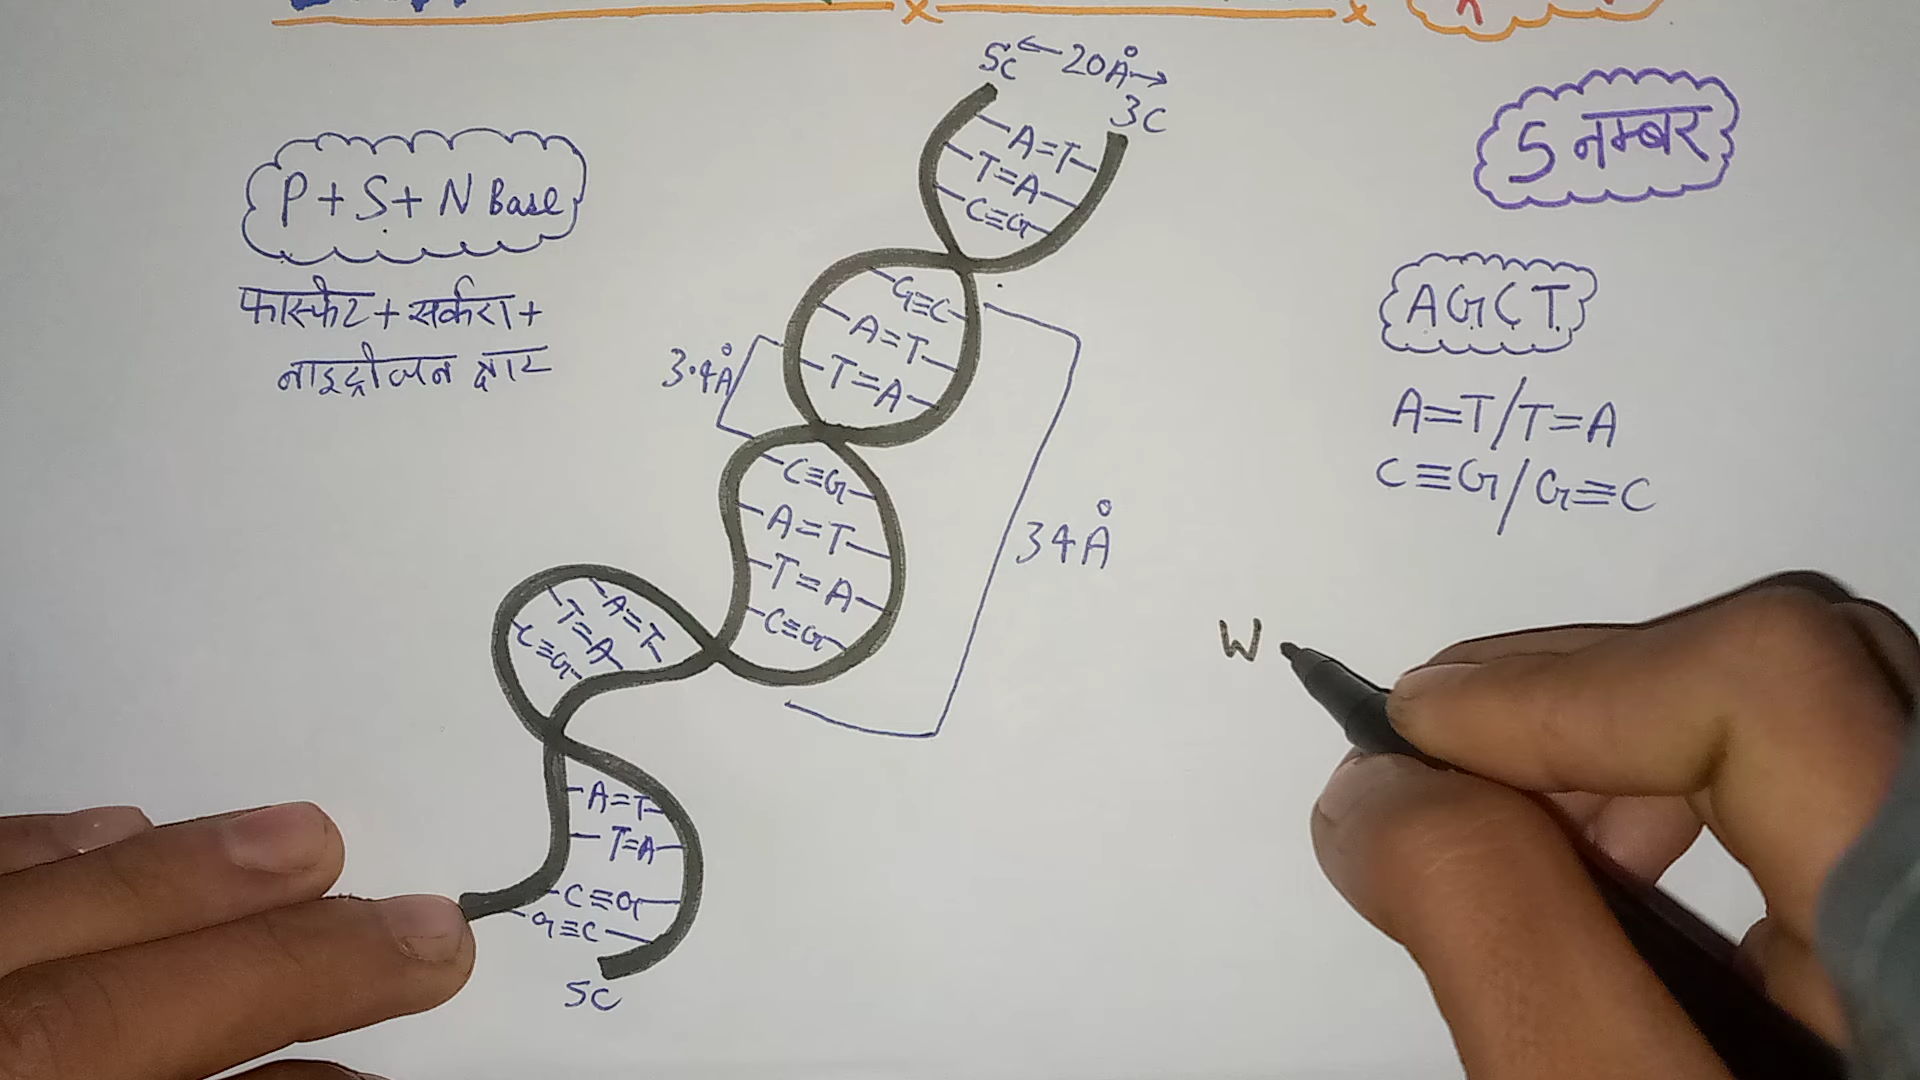 5C ←20Å→
3C
P + S + N Base
फास्फेट + सर्करा +
नाइट्रोजन क्षार
5 नम्बर
AGCT
A=T/T=A
C≡G/G≡C
A=T
T=A
C≡G
G≡C
A=T
T=A
3.4Å
C≡G
A=T
T=A
C≡G
34Å
A=T
T=A
C≡G
W
A=T
T=A
C≡G
G≡C
5C